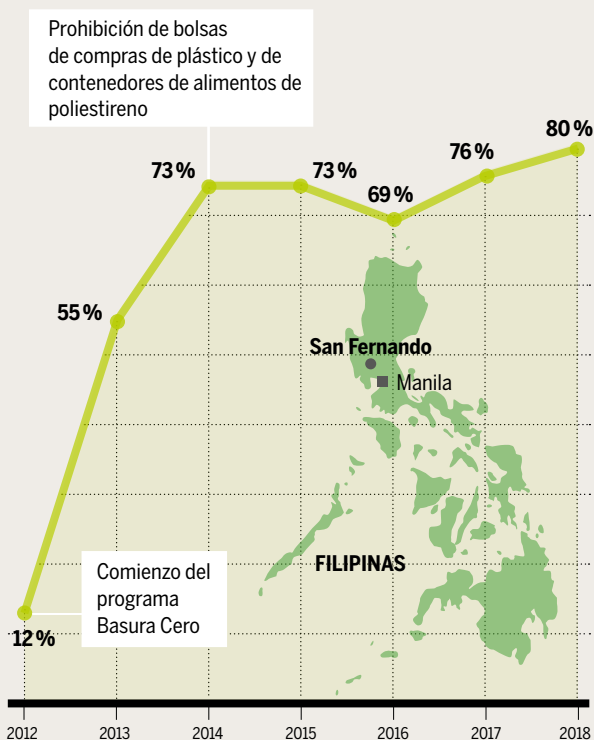 Prohibición de bolsas
de compras de plástico y de
contenedores de alimentos de
poliestireno
80 %
76 %
73 %
73 %
69 %
55 %
San Fernando
Manila
FILIPINAS
Comienzo del
programa
Basura Cero
12 %
2012
2013
2014
2015
2016
2017
2018